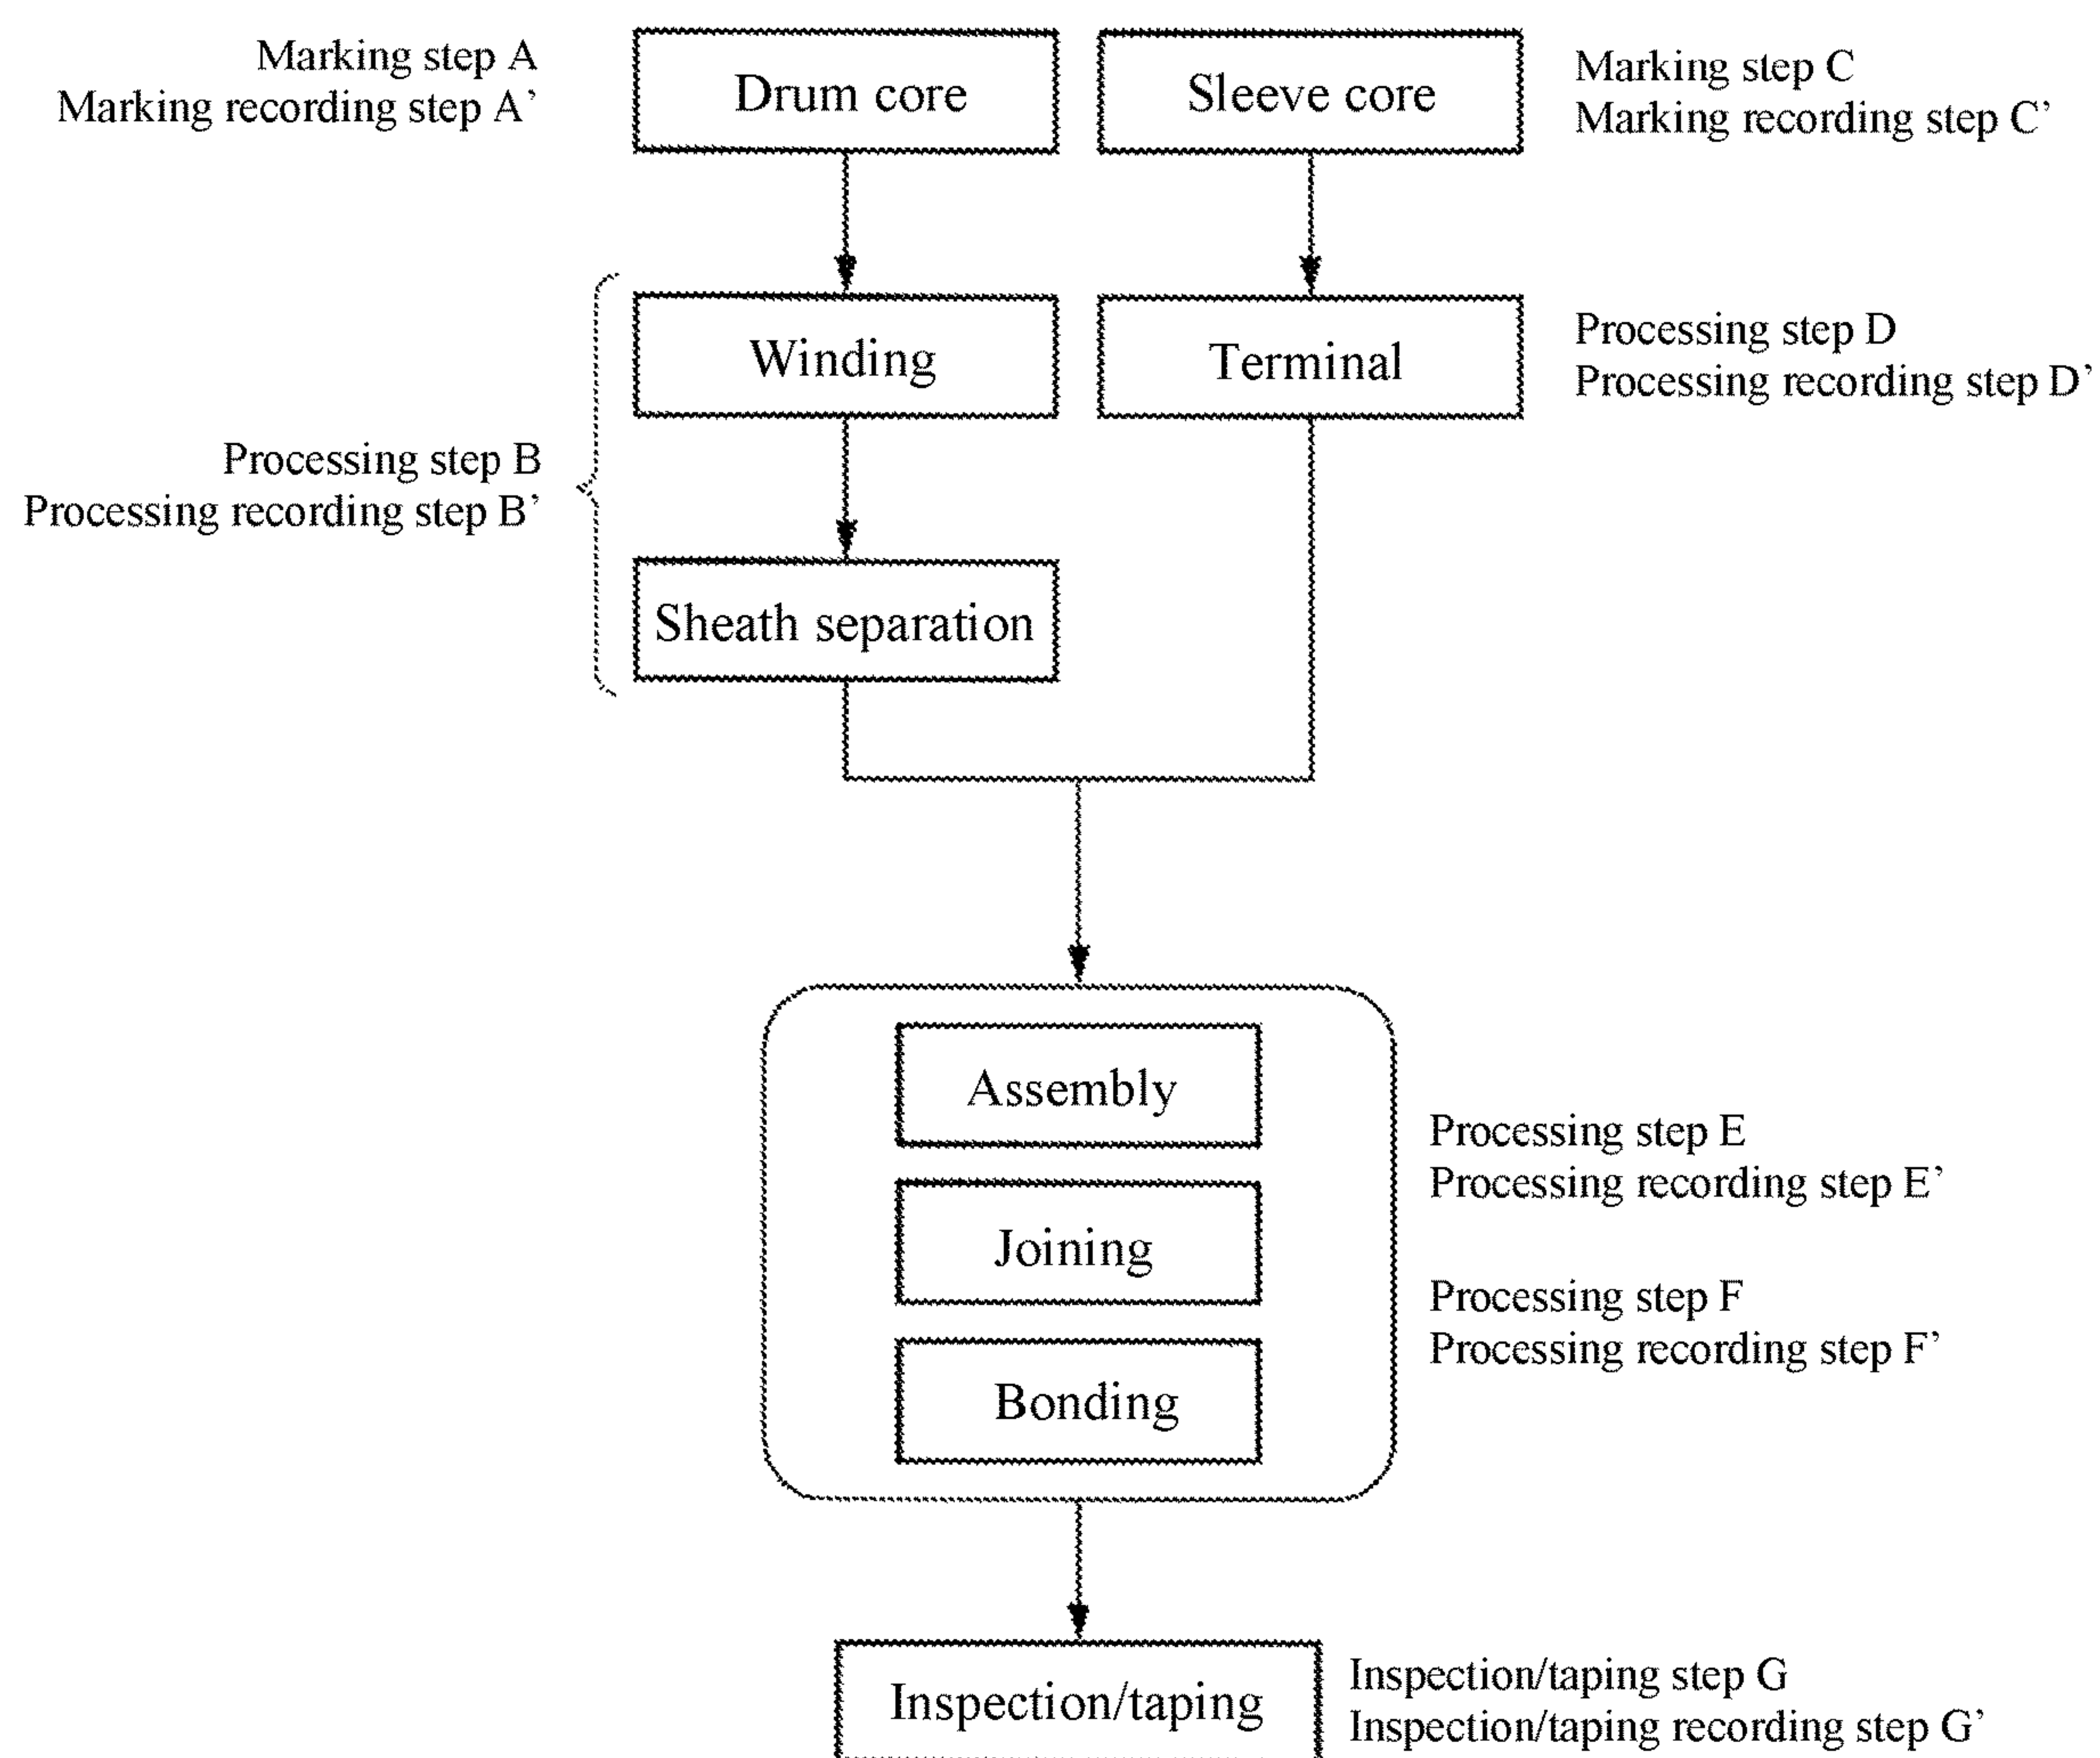 Marking step A
Marking recording step A’
Drum core
Sleeve core
Marking step C
Marking recording step C’
Winding
Terminal
Processing step D
Processing recording step D’
Processing step B
Processing recording step B’
Sheath separation
Assembly
Joining
Bonding
Processing step E
Processing recording step E’
Processing step F
Processing recording step F’
Inspection/taping
Inspection/taping step G
Inspection/taping recording step G’